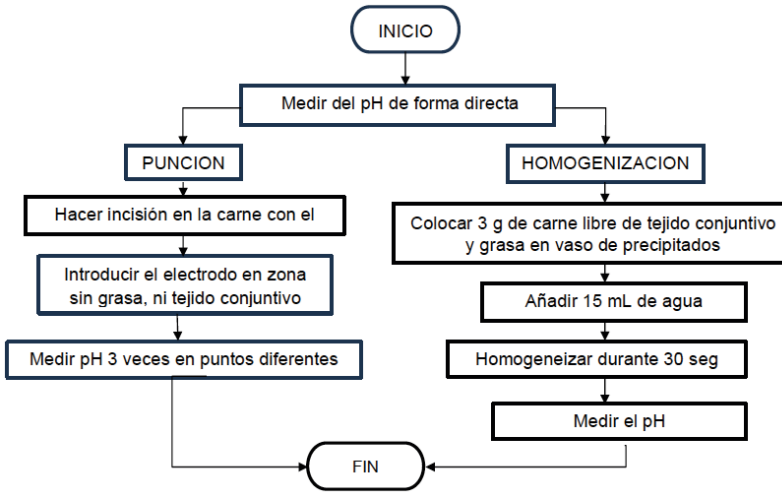 INICIO
Medir del pH de forma directa
PUNCION
HOMOGENIZACION
Hacer incisión en la carne con el
Colocar 3 g de carne libre de tejido conjuntivo
y grasa en vaso de precipitados
Introducir el electrodo en zona
sin grasa, ni tejido conjuntivo
Añadir 15 mL de agua
Medir pH 3 veces en puntos diferentes
Homogeneizar durante 30 seg
Medir el pH
FIN